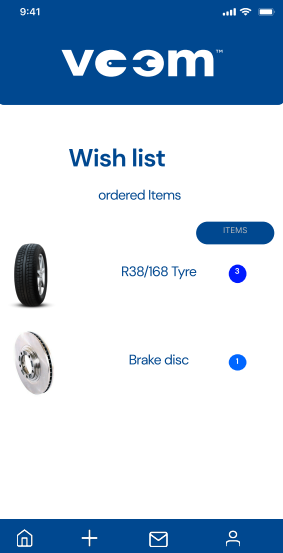 9:41
veem™
Wish list
ordered Items
ITEMS
R38/168 Tyre 3
Brake disc 1